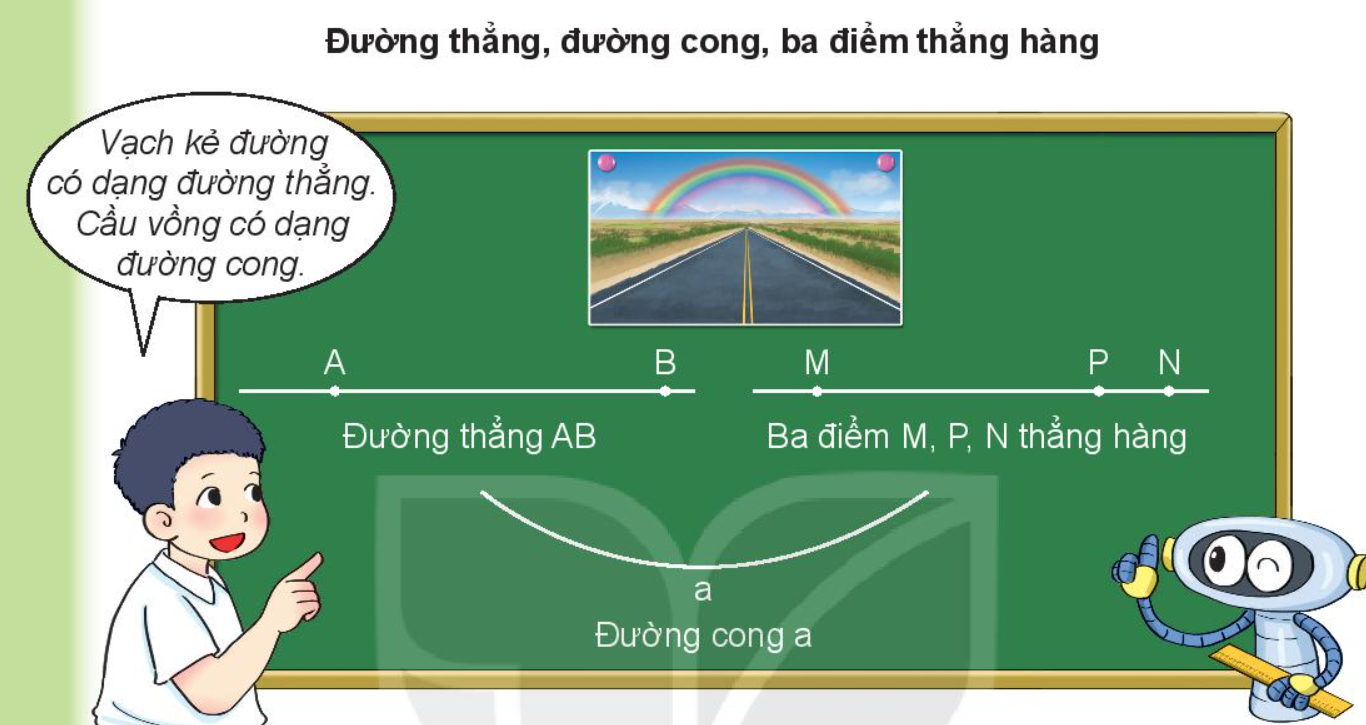 Đường thẳng, đường cong, ba điểm thẳng hàng
Vạch kẻ đường
có dạng đường thẳng.
Cầu vồng có dạng
đường cong.
A B M P N
Đường thẳng AB
Ba điểm M, P, N thẳng hàng
a
Đường cong a